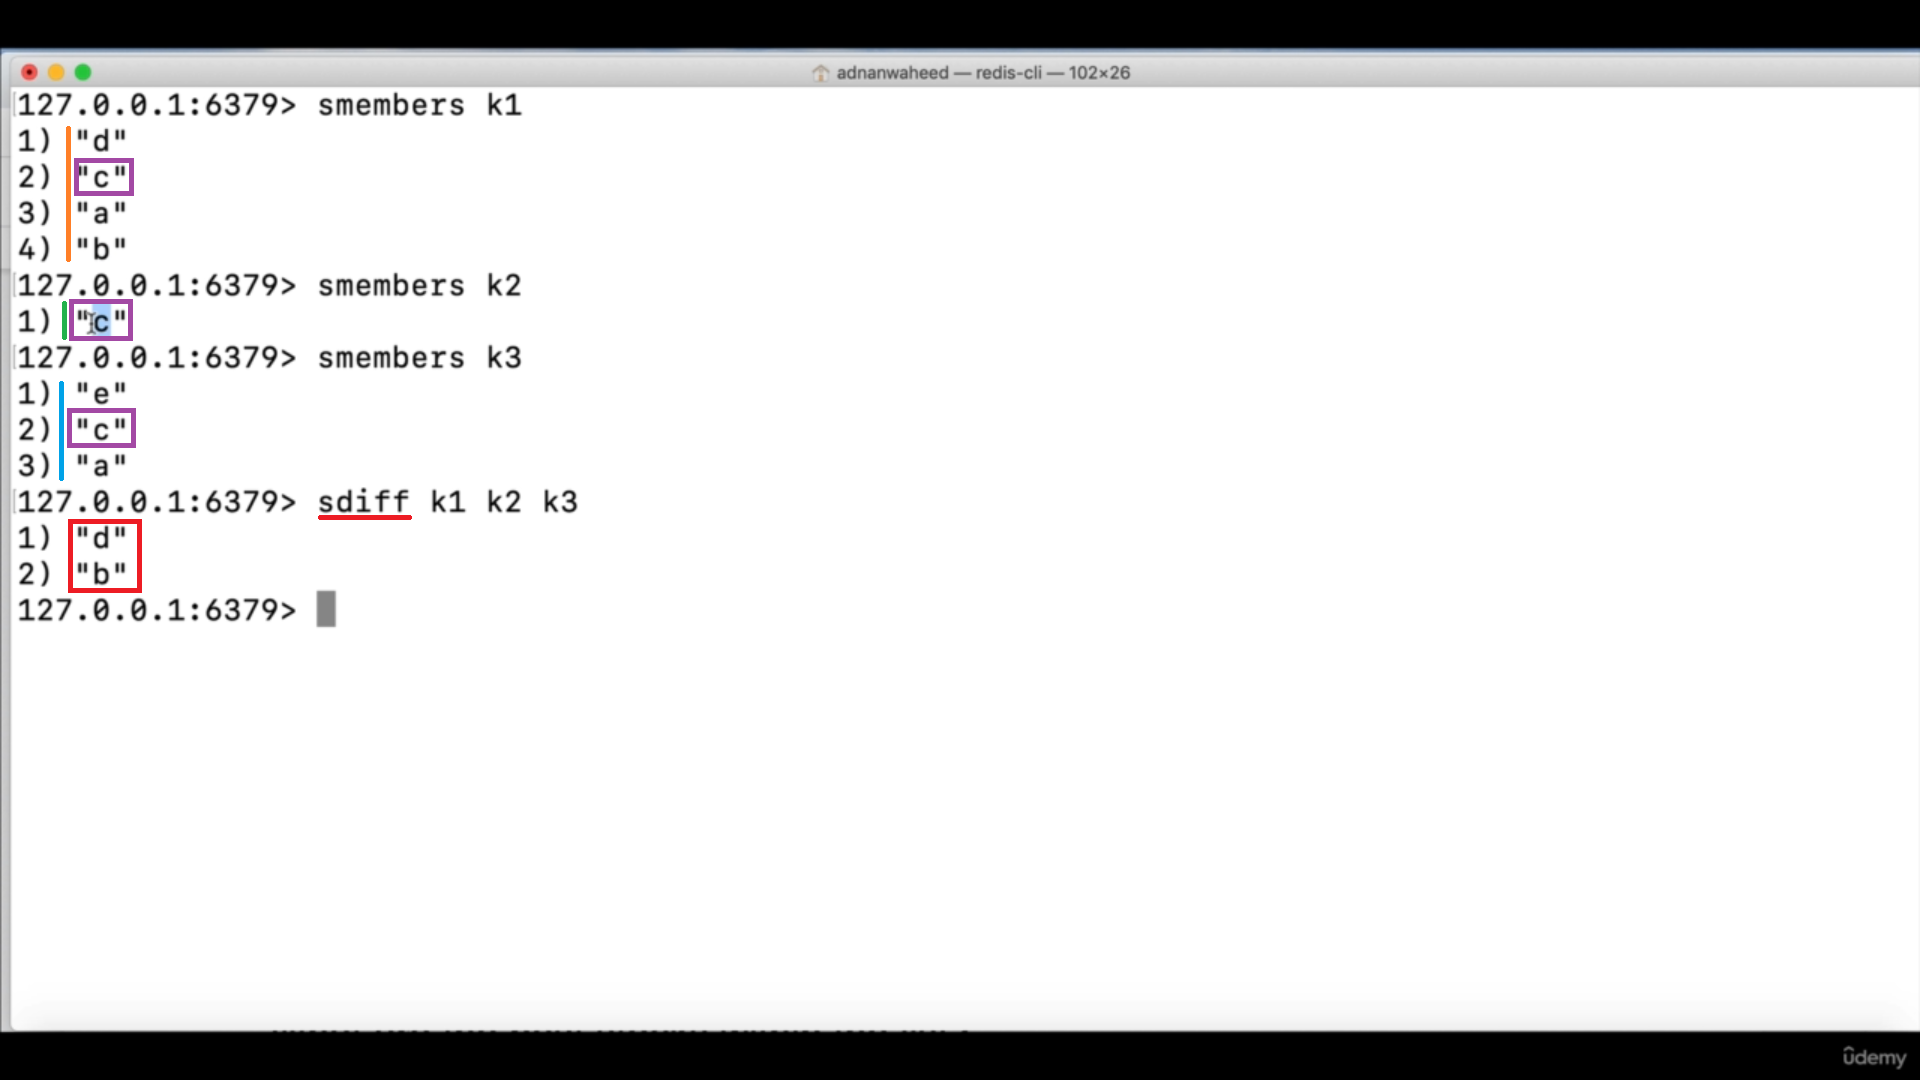 adnanwaheed — redis-cli — 102×26
127.0.0.1:6379> smembers k1
1) "d"
2) "c"
3) "a"
4) "b"
127.0.0.1:6379> smembers k2
1) "c"
127.0.0.1:6379> smembers k3
1) "e"
2) "c"
3) "a"
127.0.0.1:6379> sdiff k1 k2 k3
1) "d"
2) "b"
127.0.0.1:6379>
ûdemy